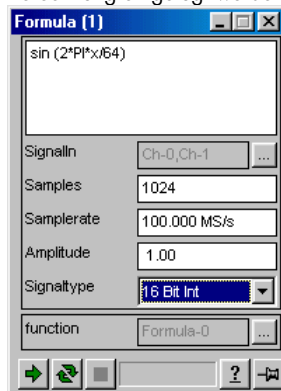 Formula (1)
sin (2*PI*x/64)
SignalIn Ch-0,Ch-1 ...
Samples 1024
Samplerate 100.000 MS/s
Amplitude 1.00
Signaltype 16 Bit Int
function Formula-0 ...
?